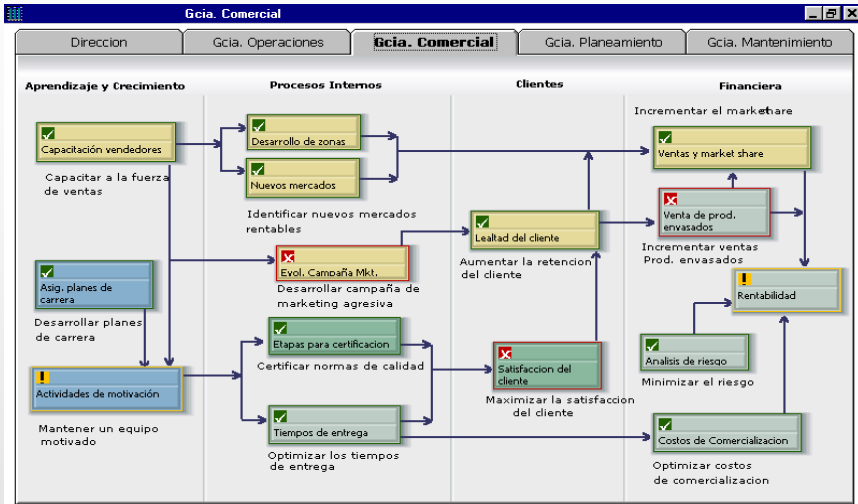 Gcia. Comercial
Direccion
Gcia. Operaciones
Gcia. Comercial
Gcia. Planeamiento
Gcia. Mantenimiento
Aprendizaje y Crecimiento
Procesos Internos
Clientes
Financiera
Capacitación vendedores
Capacitar a la fuerza
de ventas
Asig. planes de
carrera
Desarrollar planes
de carrera
Actividades de motivación
Mantener un equipo
motivado
Desarrollo de zonas
Nuevos mercados
Identificar nuevos mercados
rentables
Evol. Campaña Mkt.
Desarrollar campaña de
marketing agresiva
Etapas para certificacion
Certificar normas de calidad
Tiempos de entrega
Optimizar los tiempos
de entrega
Lealtad del cliente
Aumentar la retencion
del cliente
Satisfaccion del
cliente
Maximizar la satisfaccion
del cliente
Incrementar el market share
Ventas y market share
Venta de prod.
envasados
Incrementar ventas
Prod. envasados
Rentabilidad
Analisis de riesgo
Minimizar el riesgo
Costos de Comercializacion
Optimizar costos
de comercializacion